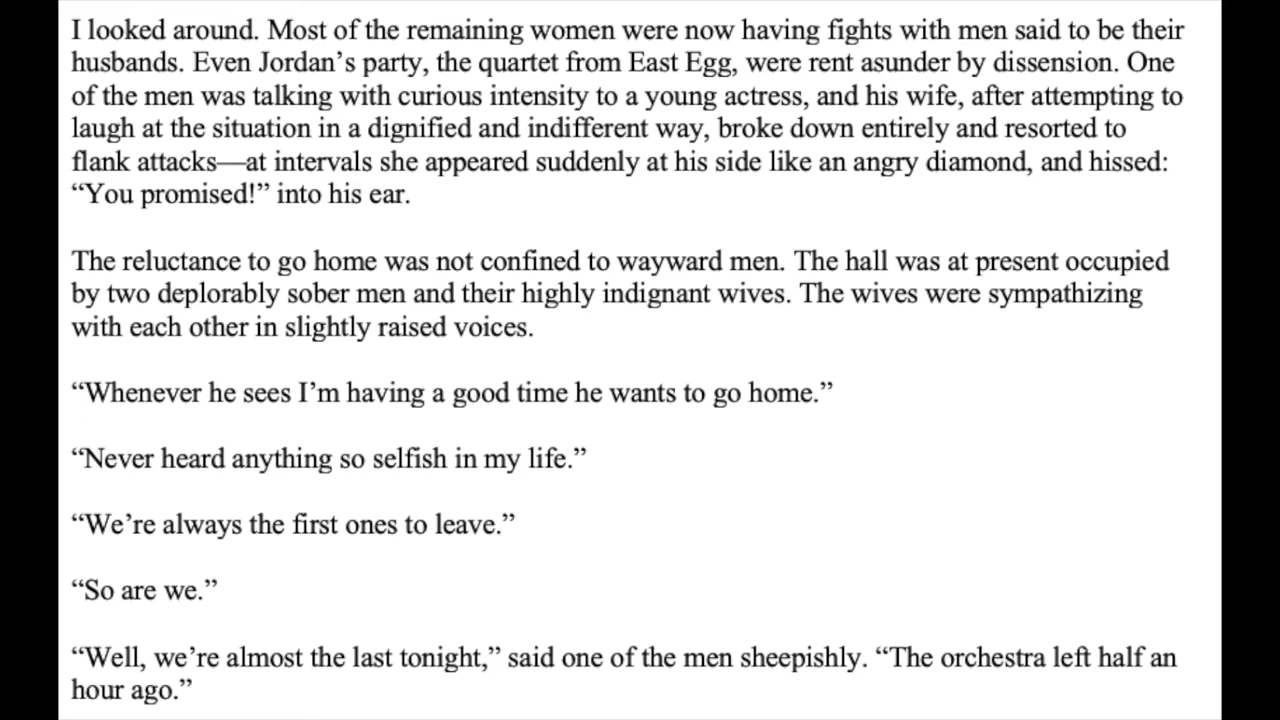 I looked around. Most of the remaining women were now having fights with men said to be their
husbands. Even Jordan’s party, the quartet from East Egg, were rent asunder by dissension. One
of the men was talking with curious intensity to a young actress, and his wife, after attempting to
laugh at the situation in a dignified and indifferent way, broke down entirely and resorted to
flank attacks—at intervals she appeared suddenly at his side like an angry diamond, and hissed:
“You promised!” into his ear.
The reluctance to go home was not confined to wayward men. The hall was at present occupied
by two deplorably sober men and their highly indignant wives. The wives were sympathizing
with each other in slightly raised voices.
“Whenever he sees I’m having a good time he wants to go home.”
“Never heard anything so selfish in my life.”
“We’re always the first ones to leave.”
“So are we.”
“Well, we’re almost the last tonight,” said one of the men sheepishly. “The orchestra left half an
hour ago.”